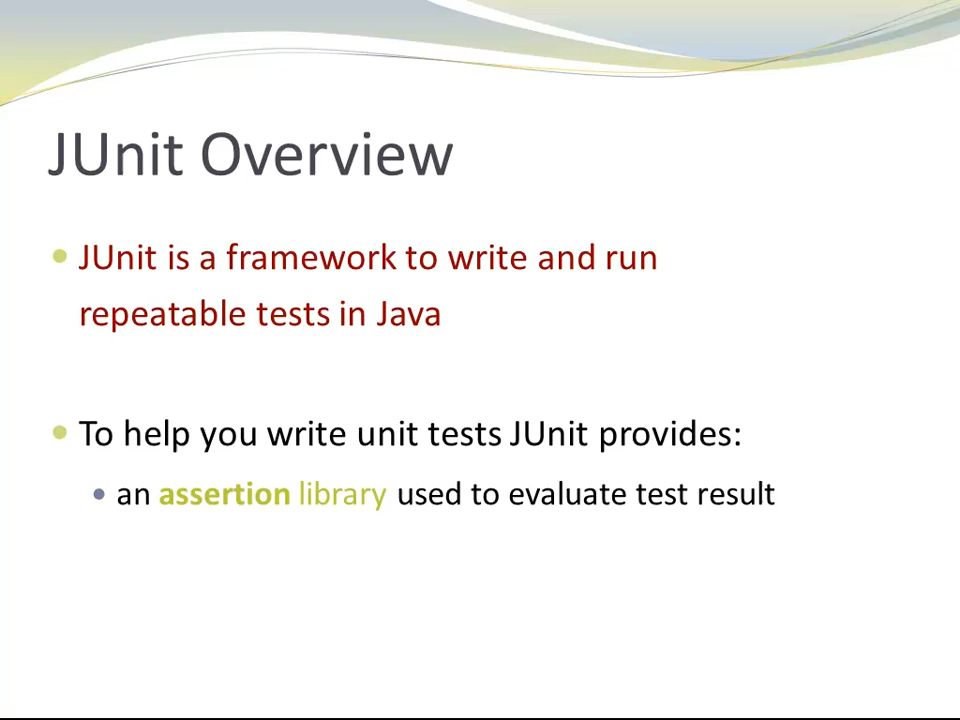 JUnit Overview
JUnit is a framework to write and run
repeatable tests in Java
To help you write unit tests JUnit provides:
an assertion library used to evaluate test result